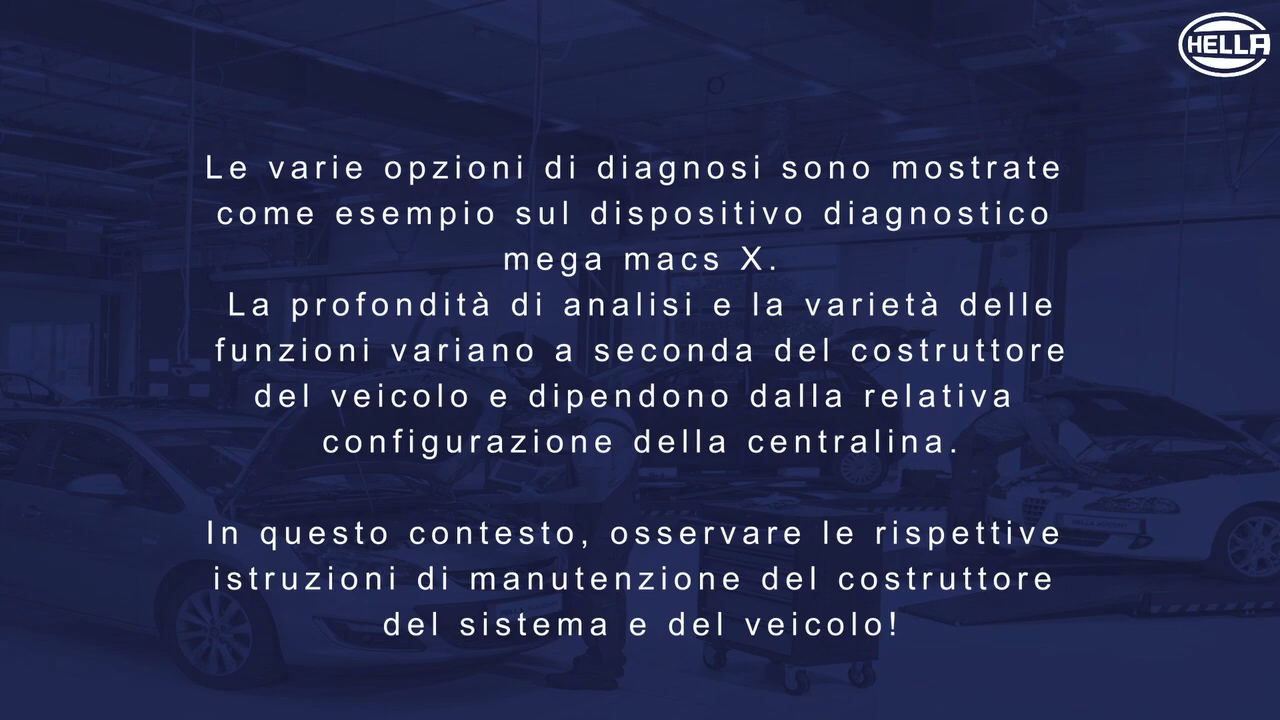 HELLA
Le varie opzioni di diagnosi sono mostrate
come esempio sul dispositivo diagnostico
mega macs X.
La profondità di analisi e la varietà delle
funzioni variano a seconda del costruttore
del veicolo e dipendono dalla relativa
configurazione della centralina.
In questo contesto, osservare le rispettive
istruzioni di manutenzione del costruttore
del sistema e del veicolo!